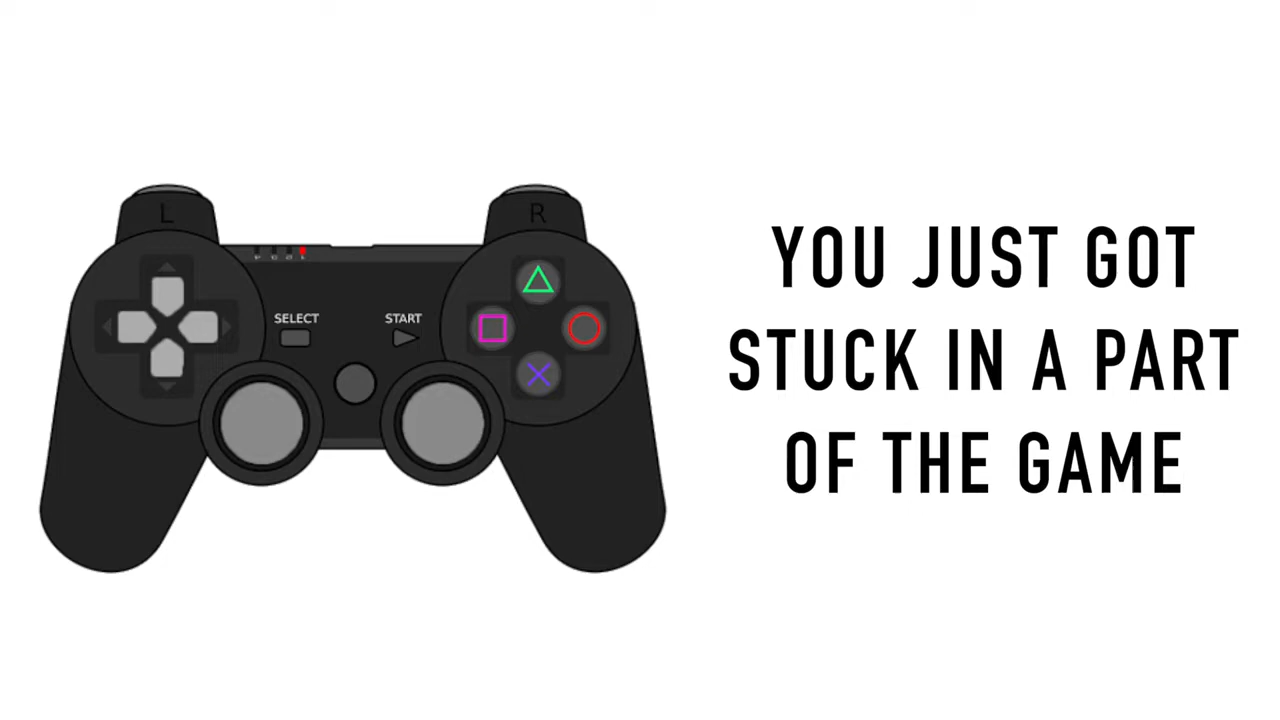 L
R
SELECT
START
YOU JUST GOT
STUCK IN A PART
OF THE GAME